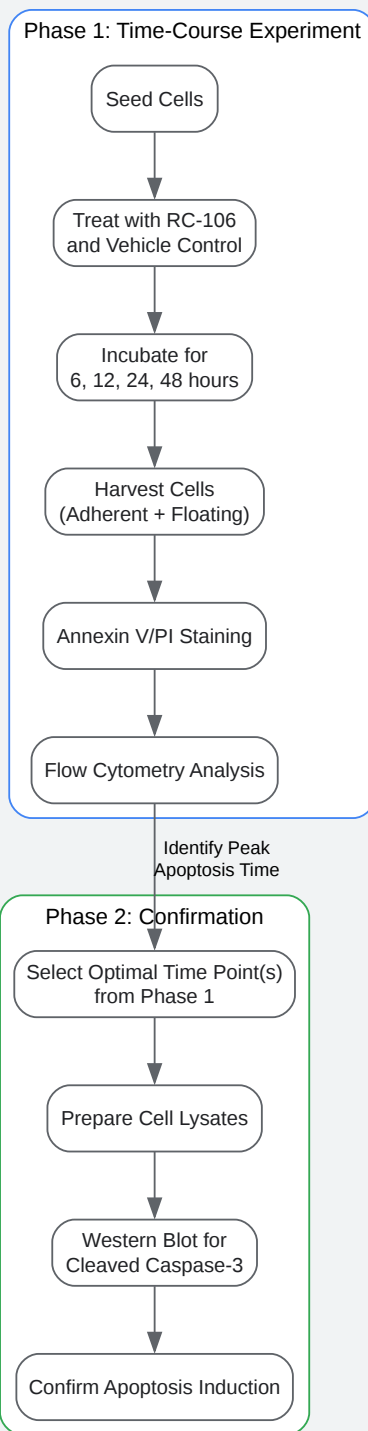 Phase 1: Time-Course Experiment
Seed Cells
Treat with RC-106
and Vehicle Control
Incubate for
6, 12, 24, 48 hours
Harvest Cells
(Adherent + Floating)
Annexin V/PI Staining
Flow Cytometry Analysis
Identify Peak
Apoptosis Time
Phase 2: Confirmation
Select Optimal Time Point(s)
from Phase 1
Prepare Cell Lysates
Western Blot for
Cleaved Caspase-3
Confirm Apoptosis Induction